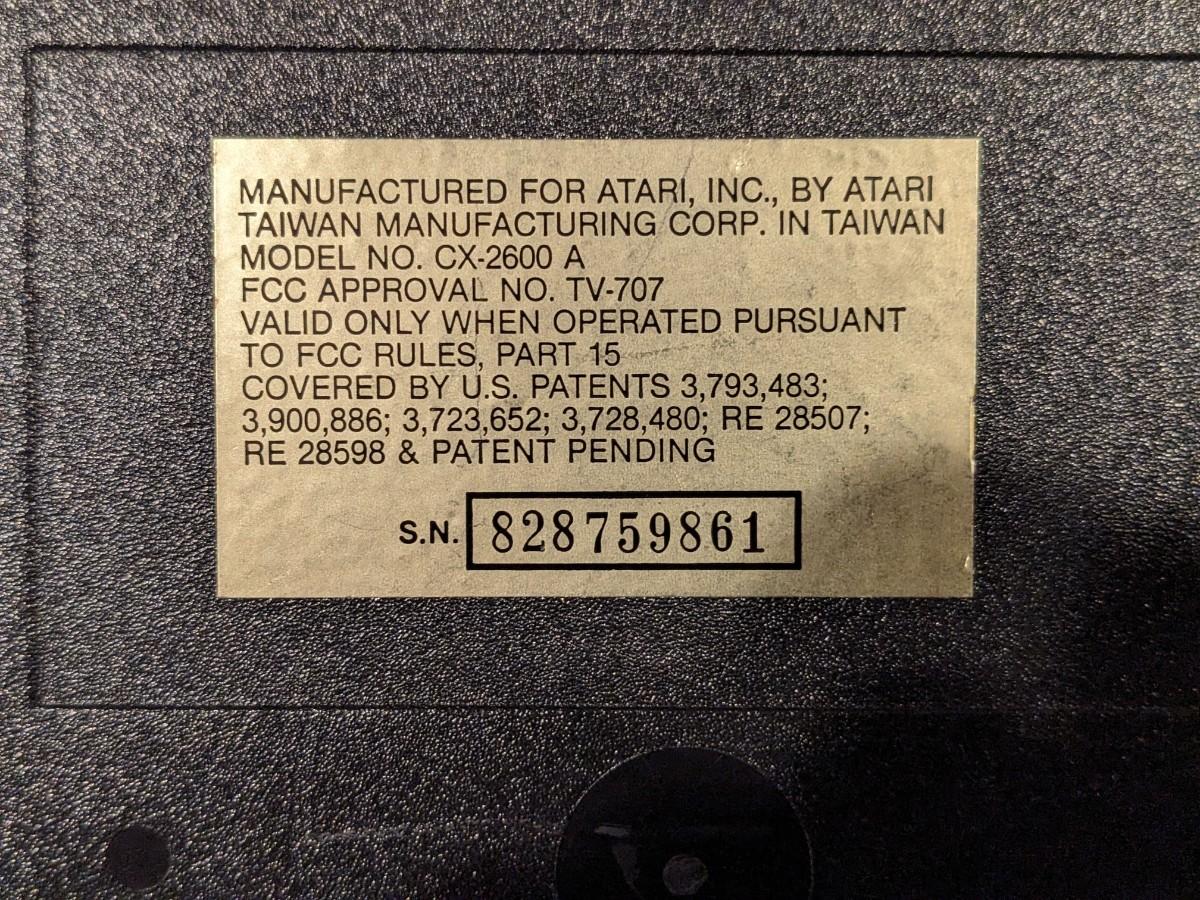 MANUFACTURED FOR ATARI, INC., BY ATARI
TAIWAN MANUFACTURING CORP. IN TAIWAN
MODEL NO. CX-2600 A
FCC APPROVAL NO. TV-707
VALID ONLY WHEN OPERATED PURSUANT
TO FCC RULES, PART 15
COVERED BY U.S. PATENTS 3,793,483;
3,900,886; 3,723,652; 3,728,480; RE 28507;
RE 28598 & PATENT PENDING
S.N. 828759861